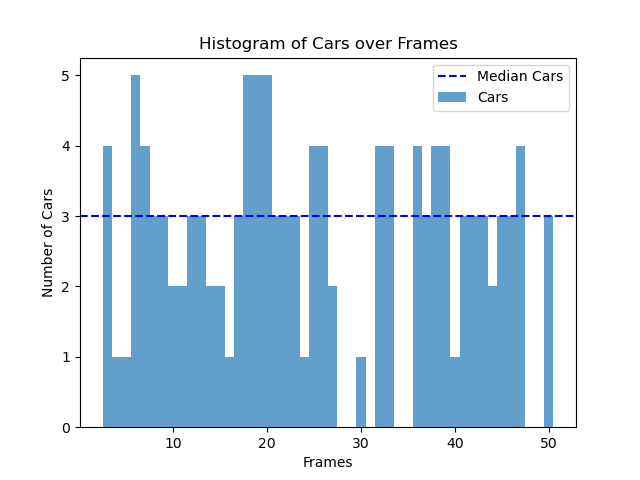 Histogram of Cars over Frames
Median Cars
Cars
5
4
3
2
1
0
Number of Cars
10 20 30 40 50
Frames